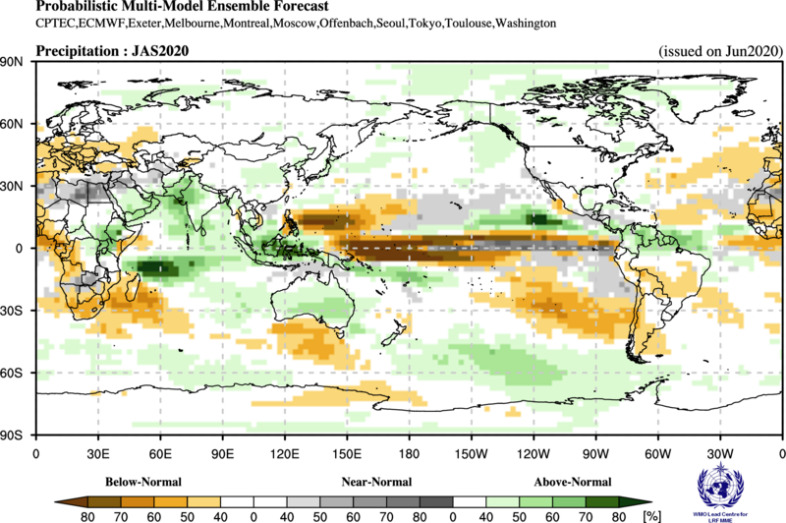 Probabilistic Multi-Model Ensemble Forecast
CPTEC,ECMWF,Exeter,Melbourne,Montreal,Moscow,Offenbach,Seoul,Tokyo,Toulouse,Washington
Precipitation : JAS2020 (issued on Jun2020)
90N
60N
30N
0
30S
60S
90S
0 30E 60E 90E 120E 150E 180 150W 120W 90W 60W 30W 0
Below-Normal Near-Normal Above-Normal
80 70 60 50 40 0 40 50 60 70 80 0 40 50 60 70 80 [%]
WMO Lead Centre for
LRF MME